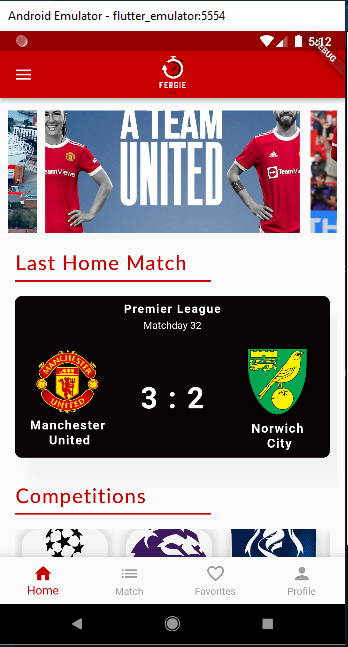 Android Emulator - flutter_emulator:5554
5:12
DEBUG
FERGIE
A TEAM
UNITED
TeamViewer
Last Home Match
Premier League
Matchday 32
MANCHESTER
UNITED
3 : 2
Manchester
United
Norwich
City
Competitions
Home
Match
Favorites
Profile